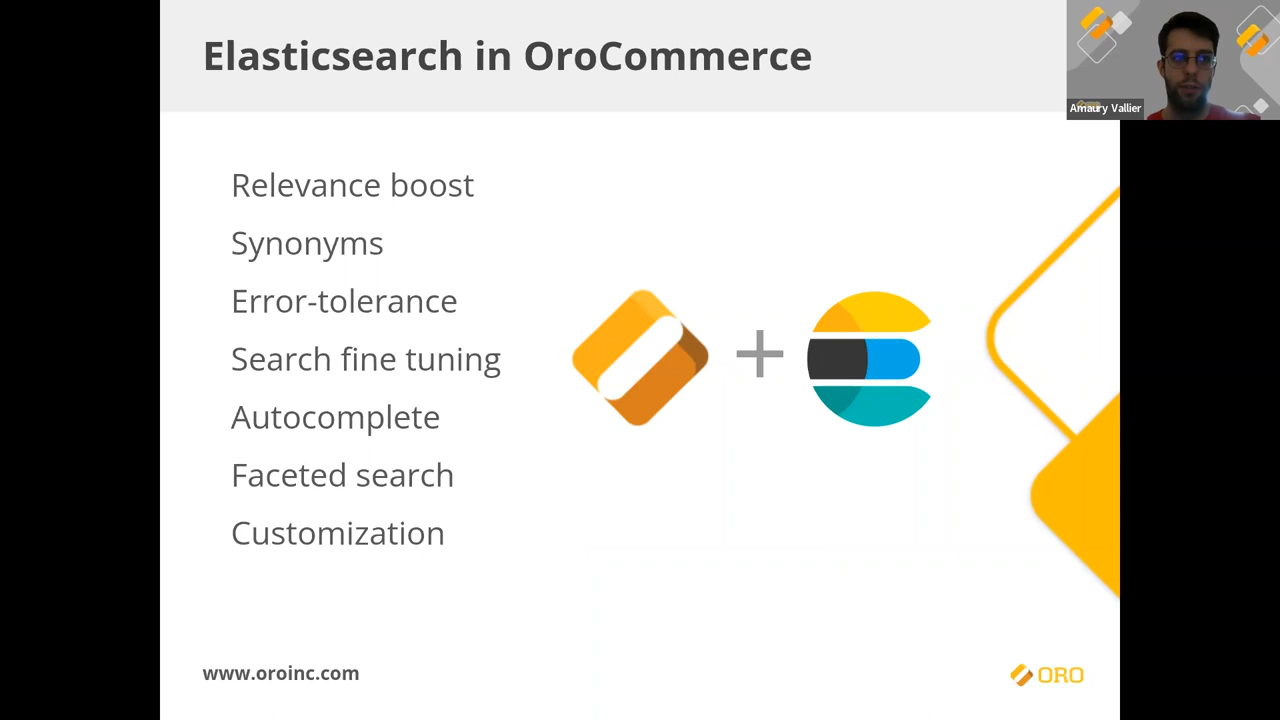 Elasticsearch in OroCommerce
Amaury Vallier
Relevance boost
Synonyms
Error-tolerance
Search fine tuning
Autocomplete
Faceted search
Customization
www.oroinc.com
ORO